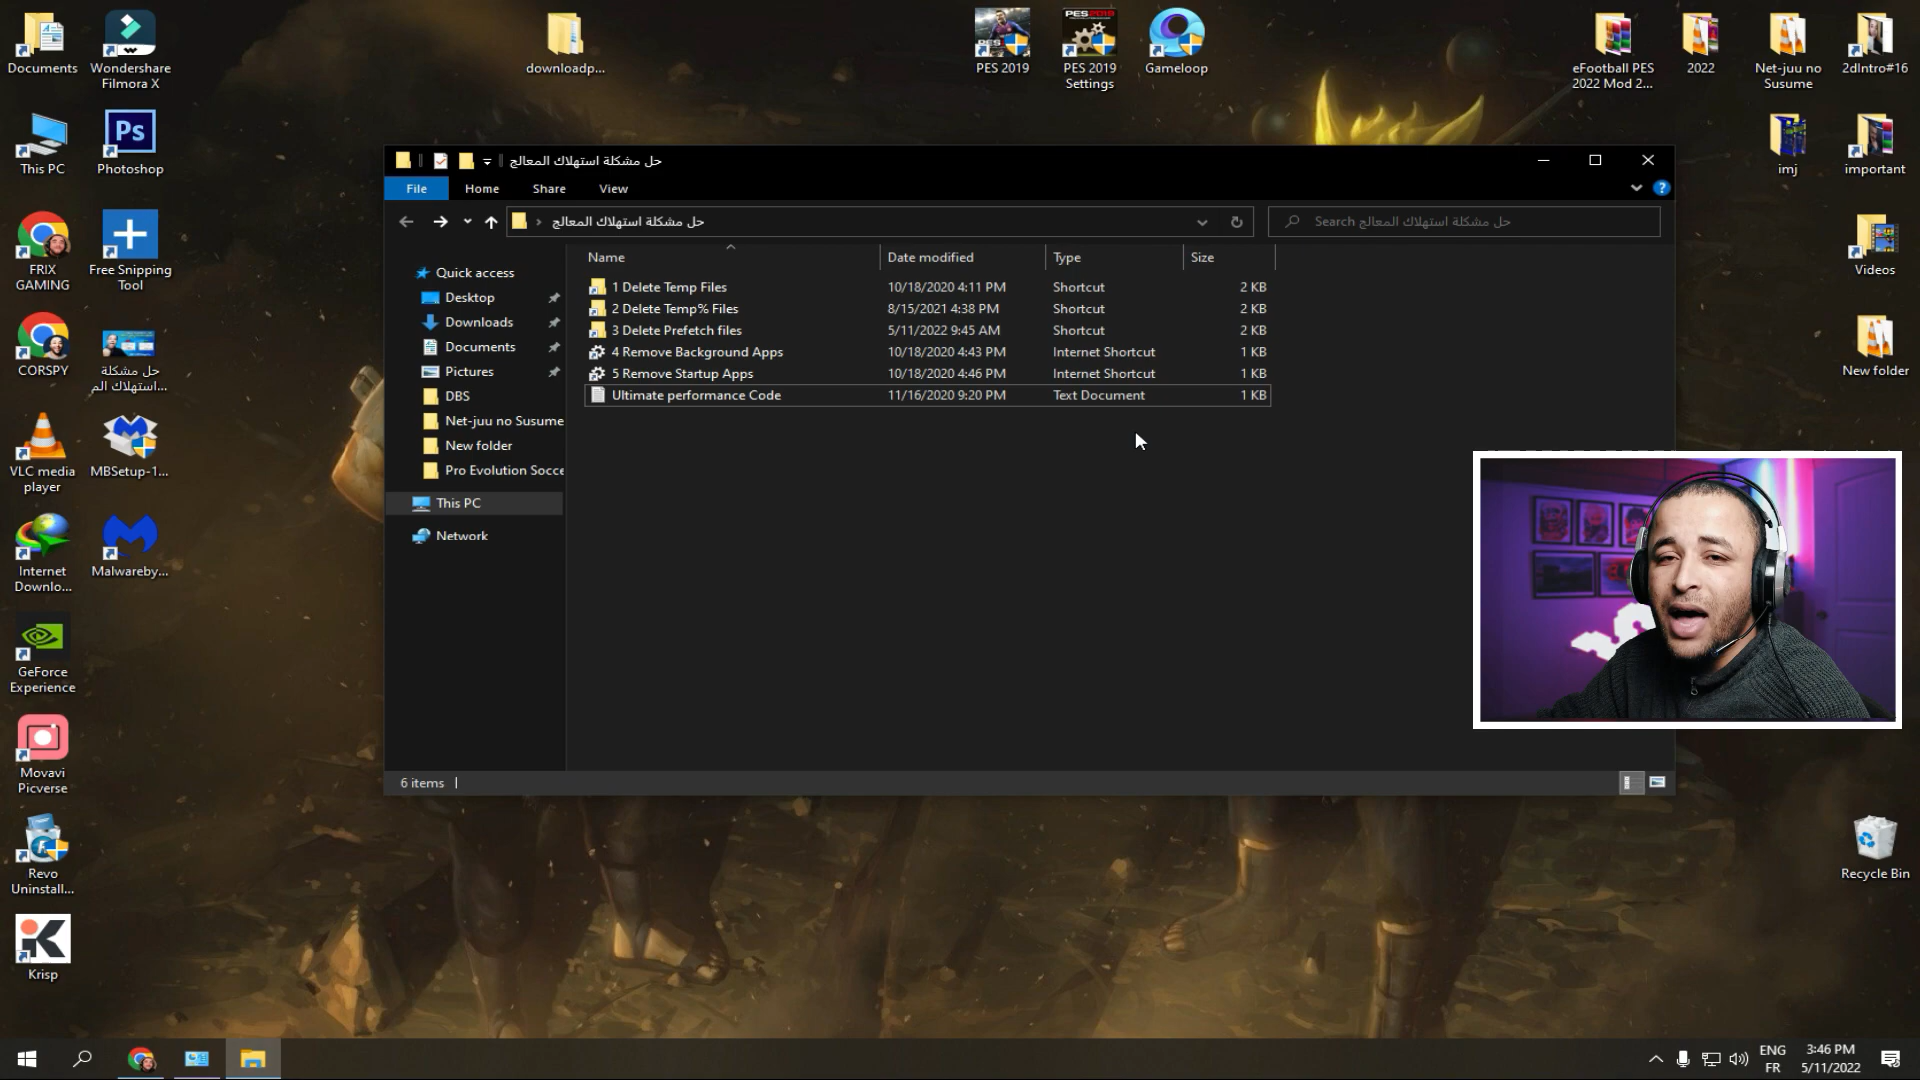 Documents
Wondershare
Filmora X
downloadp...
PES 2019
PES 2019
Settings
Gameloop
eFootball PES
2022 Mod 2...
2022
Net-juu no
Susume
2dIntro#16
This PC
Ps
Photoshop
imj
important
FRIX
GAMING
Free Snipping
Tool
Videos
CORSPY
حل مشكلة
استهلاك الم...
New folder
VLC media
player
MBSetup-1...
Internet
Downlo...
Malwareby...
GeForce
Experience
Movavi
Picverse
Revo
Uninstall...
Krisp
Recycle Bin
حل مشكلة استهلاك المعالج
File
Home
Share
View
حل مشكلة استهلاك المعالج
Search حل مشكلة استهلاك المعالج
Name
Date modified
Type
Size
1 Delete Temp Files 10/18/2020 4:11 PM Shortcut 2 KB
2 Delete Temp% Files 8/15/2021 4:38 PM Shortcut 2 KB
3 Delete Prefetch files 5/11/2022 9:45 AM Shortcut 2 KB
4 Remove Background Apps 10/18/2020 4:43 PM Internet Shortcut 1 KB
5 Remove Startup Apps 10/18/2020 4:46 PM Internet Shortcut 1 KB
Ultimate performance Code 11/16/2020 9:20 PM Text Document 1 KB
Quick access
Desktop
Downloads
Documents
Pictures
DBS
Net-juu no Susume
New folder
Pro Evolution Socce
This PC
Network
6 items
ENG
FR
3:46 PM
5/11/2022